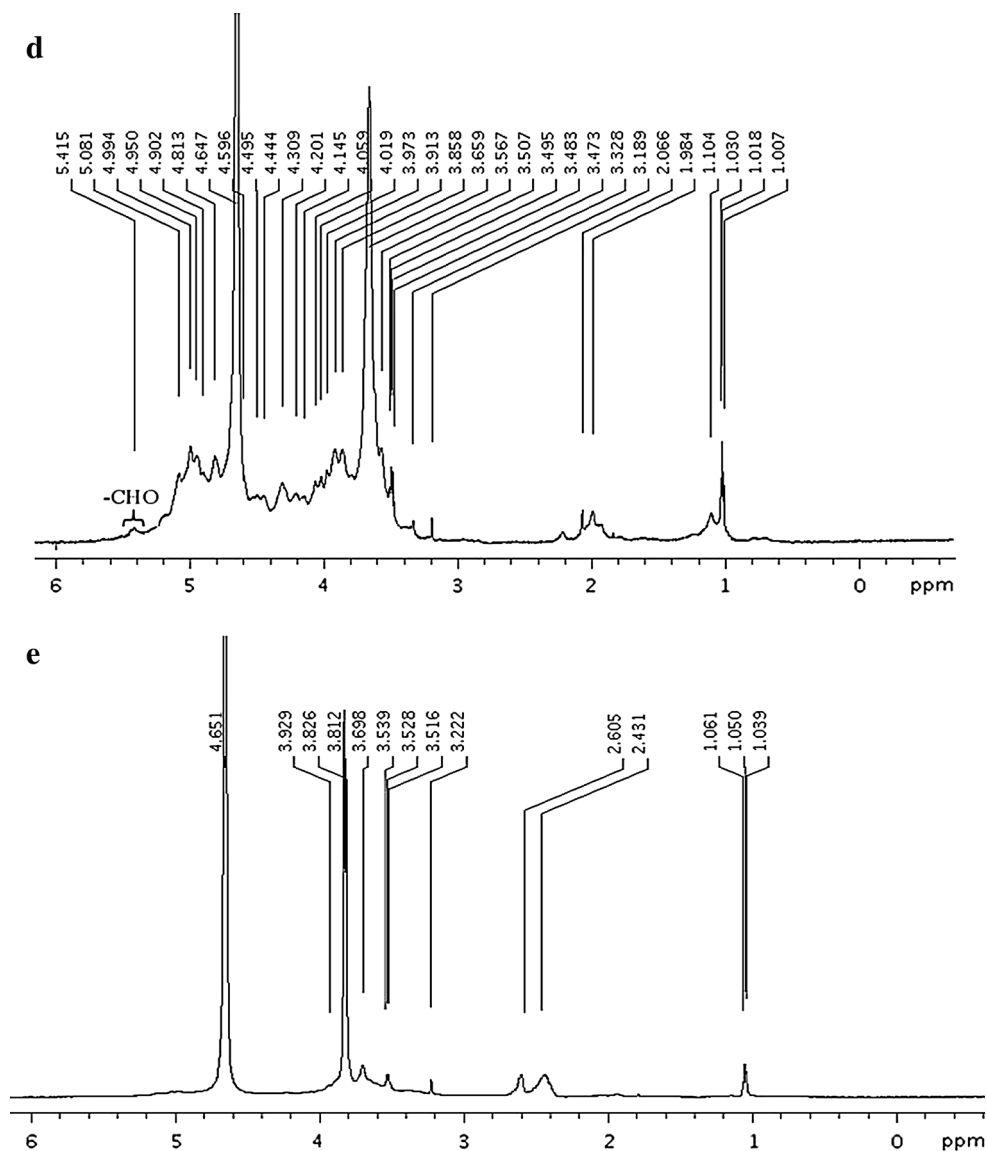 d
5.415 5.081 4.994 4.950 4.902 4.813 4.647 4.596 4.495 4.444 4.309 4.201 4.145 4.059 4.019 3.973 3.913 3.858 3.659 3.567 3.507 3.495 3.483 3.473 3.328 3.189 2.066 1.984 1.104 1.030 1.018 1.007
-CHO
6 5 4 3 2 1 0 ppm
e
4.651 3.929 3.826 3.812 3.698 3.539 3.528 3.516 3.222 2.605 2.431 1.061 1.050 1.039
6 5 4 3 2 1 0 ppm